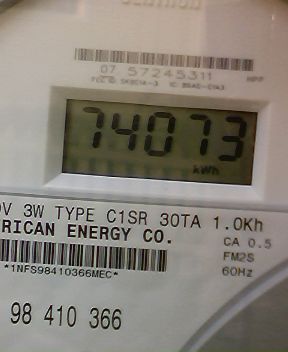 07 57245311
HPP
74073
kWh
V 3W TYPE C1SR 30TA 1.0Kh
RICAN ENERGY CO.
CA 0.5
FM2S
60Hz
*1NFS98410366MEC*
98 410 366